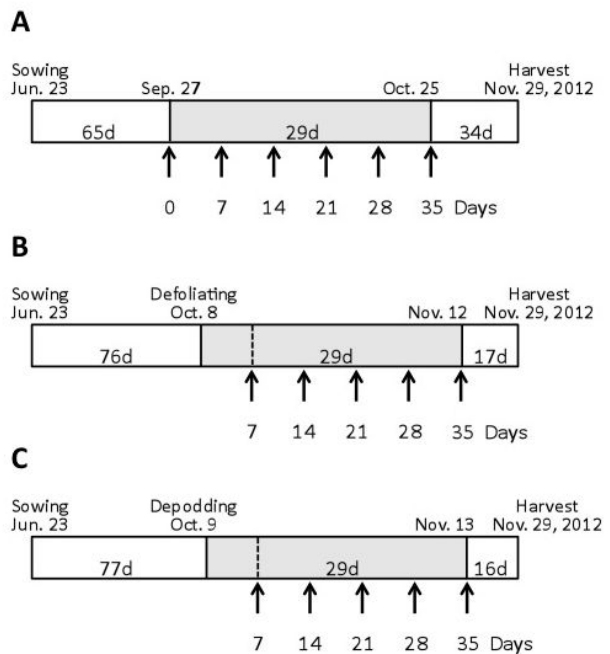 A
Sowing
Jun. 23
Sep. 27
Oct. 25
Harvest
Nov. 29, 2012
65d
29d
34d
0 7 14 21 28 35 Days
B
Sowing
Jun. 23
Defoliating
Oct. 8
Nov. 12
Harvest
Nov. 29, 2012
76d
29d
17d
7 14 21 28 35 Days
C
Sowing
Jun. 23
Depodding
Oct. 9
Nov. 13
Harvest
Nov. 29, 2012
77d
29d
16d
7 14 21 28 35 Days